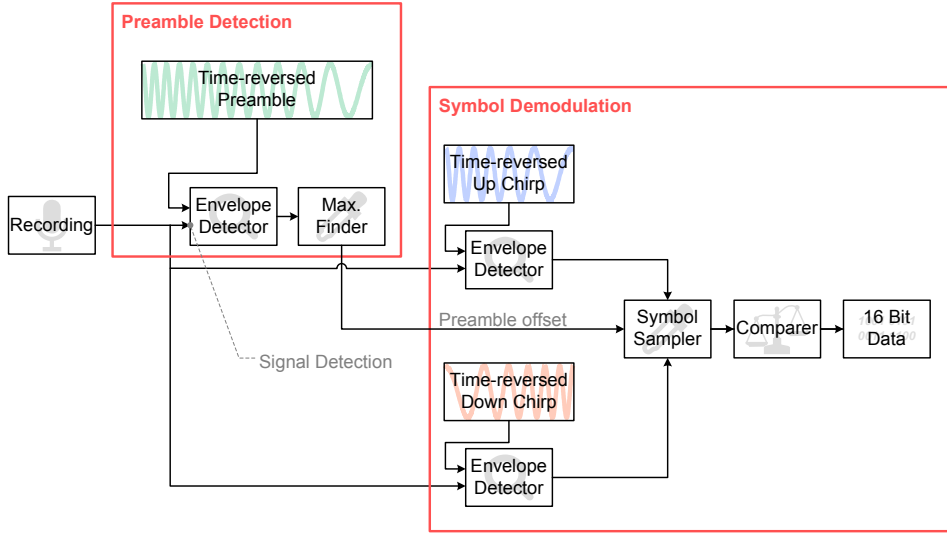 Preamble Detection
Time-reversed
Preamble
Symbol Demodulation
Time-reversed
Up Chirp
Recording
Envelope
Detector
Max.
Finder
Envelope
Detector
Preamble offset
Symbol
Sampler
Comparer
16 Bit
Data
Signal Detection
Time-reversed
Down Chirp
Envelope
Detector